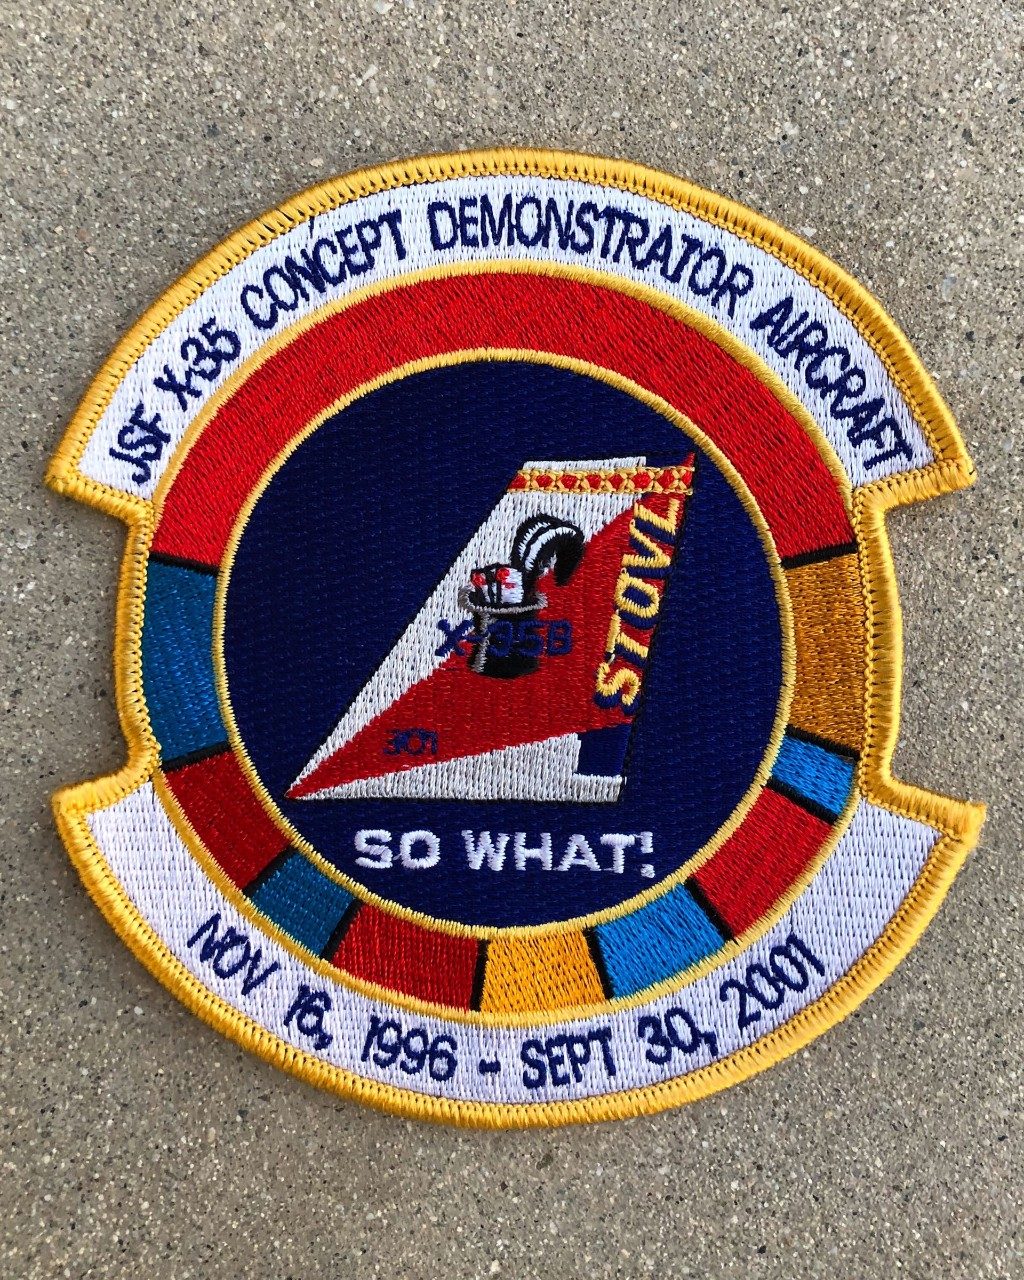 JSF X-35 CONCEPT DEMONSTRATOR AIRCRAFT
STOVL
X-35B
301
SO WHAT!
NOV 16, 1996 - SEPT 30, 2001